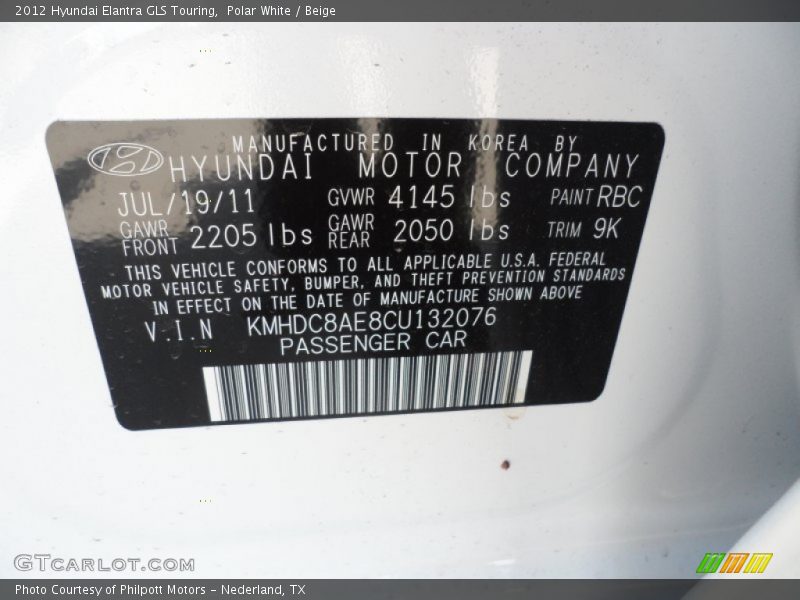 2012 Hyundai Elantra GLS Touring,  Polar White / Beige
MANUFACTURED IN KOREA BY
HYUNDAI MOTOR COMPANY
JUL/19/11 GVWR 4145 lbs PAINT RBC
GAWR FRONT 2205 lbs GAWR REAR 2050 lbs TRIM 9K
THIS VEHICLE CONFORMS TO ALL APPLICABLE U.S.A. FEDERAL
MOTOR VEHICLE SAFETY, BUMPER, AND THEFT PREVENTION STANDARDS
IN EFFECT ON THE DATE OF MANUFACTURE SHOWN ABOVE
V.I.N KMHDC8AE8CU132076
PASSENGER CAR
GTCARLOT.COM
Photo Courtesy of Philpott Motors - Nederland, TX